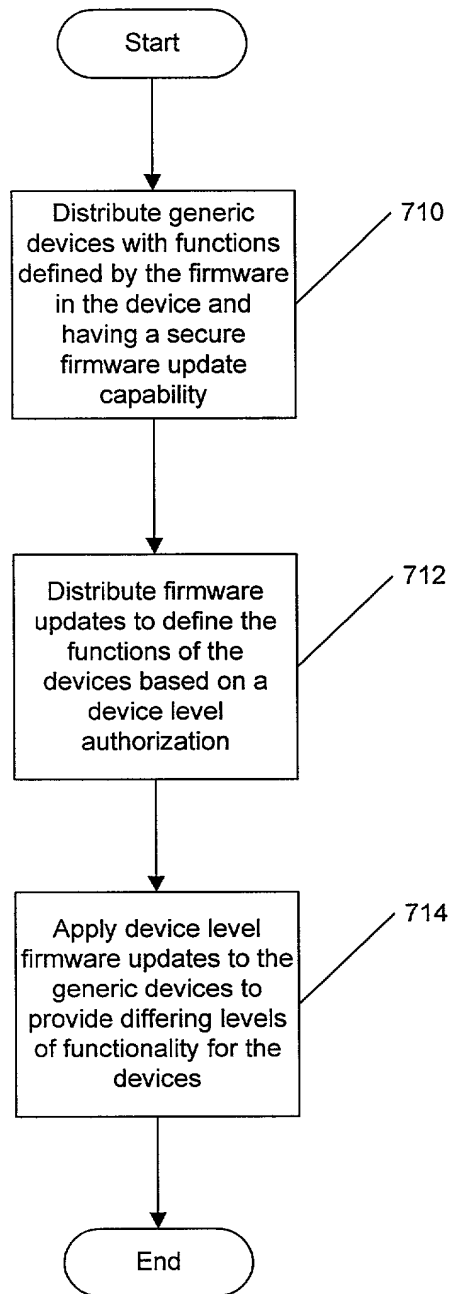 Start
Distribute generic
devices with functions
defined by the firmware
in the device and
having a secure
firmware update
capability
710
Distribute firmware
updates to define the
functions of the
devices based on a
device level
authorization
712
Apply device level
firmware updates to the
generic devices to
provide differing levels
of functionality for the
devices
714
End